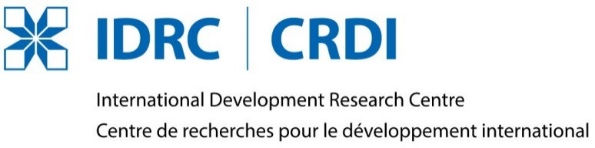 IDRC | CRDI
International Development Research Centre
Centre de recherches pour le développement international